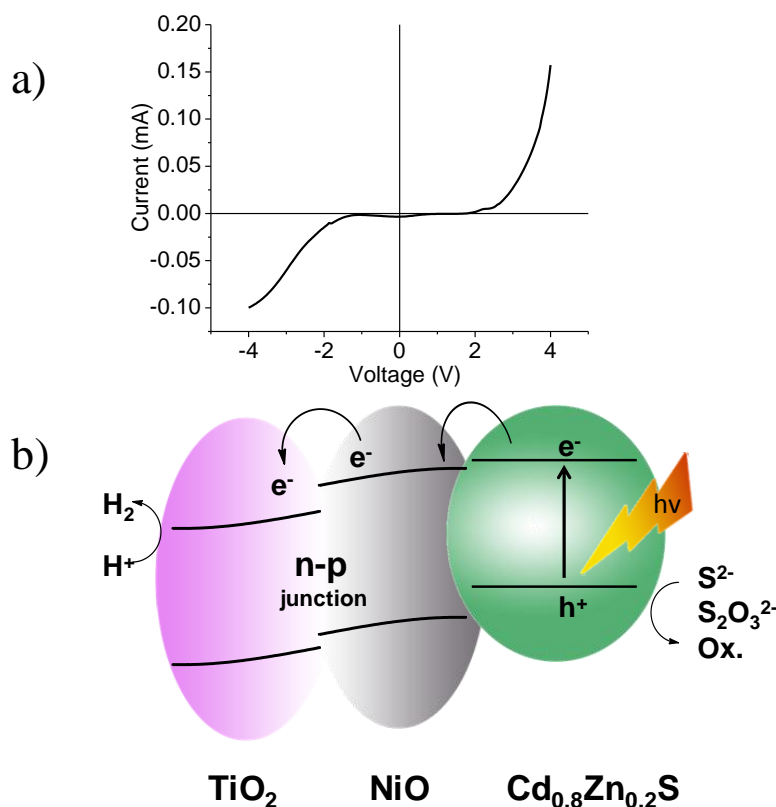 a)
0.20
0.15
0.10
0.05
0.00
-0.05
-0.10
Current (mA)
-4 -2 0 2 4
Voltage (V)
b)
e⁻ e⁻ e⁻
hν
H₂
H⁺
n-p
junction
h⁺
S²⁻
S₂O₃²⁻
Ox.
TiO₂ NiO Cd₀.₈Zn₀.₂S